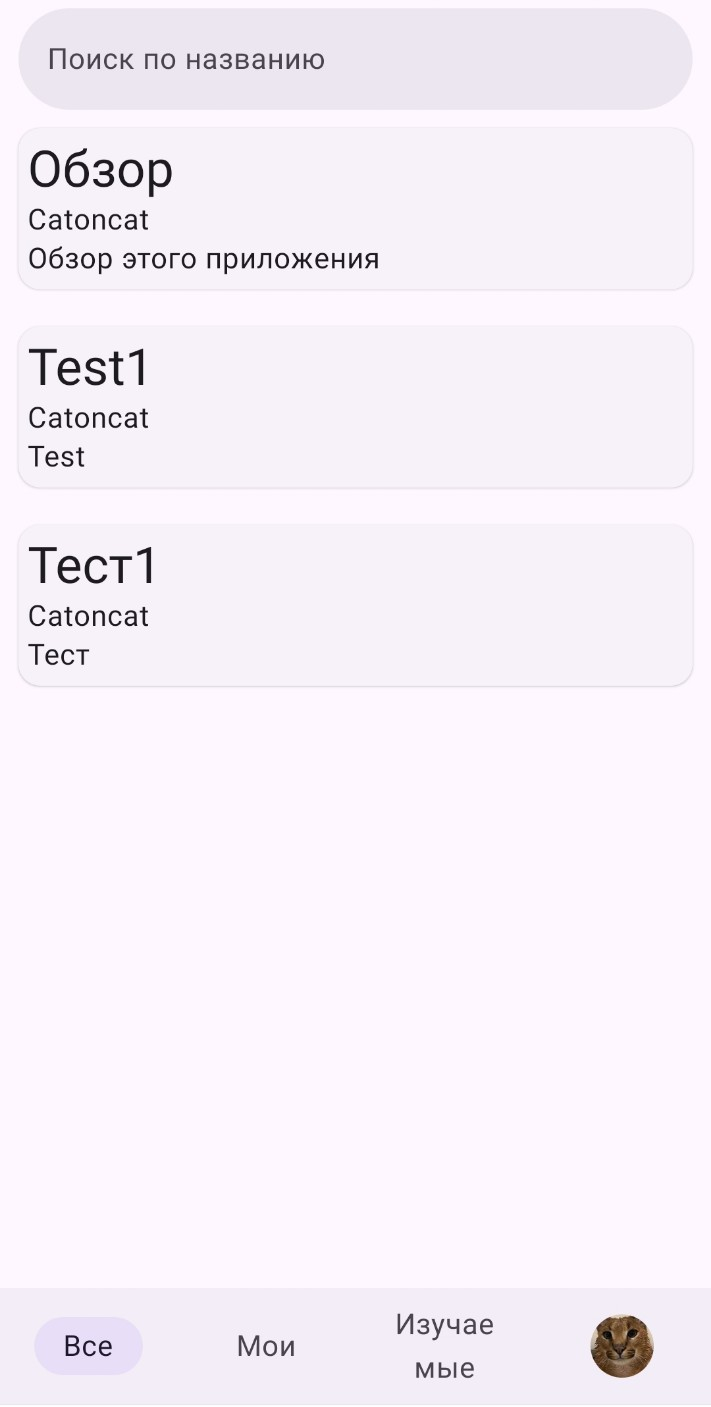 Поиск по названию
Обзор
Catoncat
Обзор этого приложения
Test1
Catoncat
Test
Тест1
Catoncat
Тест
Все
Мои
Изучае
мые